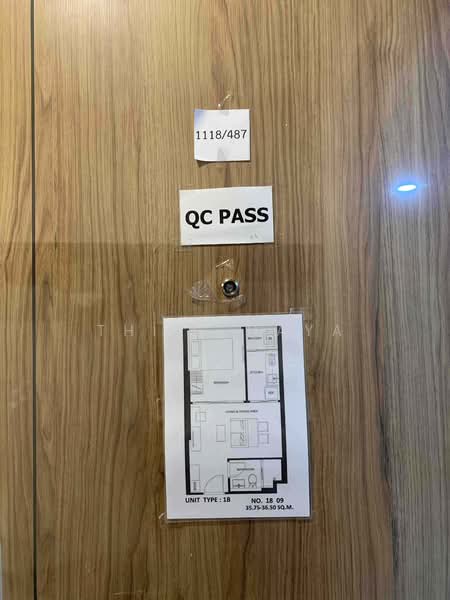 1118/487
QC PASS
BALCONY
KITCHEN
BEDROOM
LIVING & DINING AREA
BATHROOM
UNIT TYPE : 1B
NO. 18 09
35.75-36.50 SQ.M.